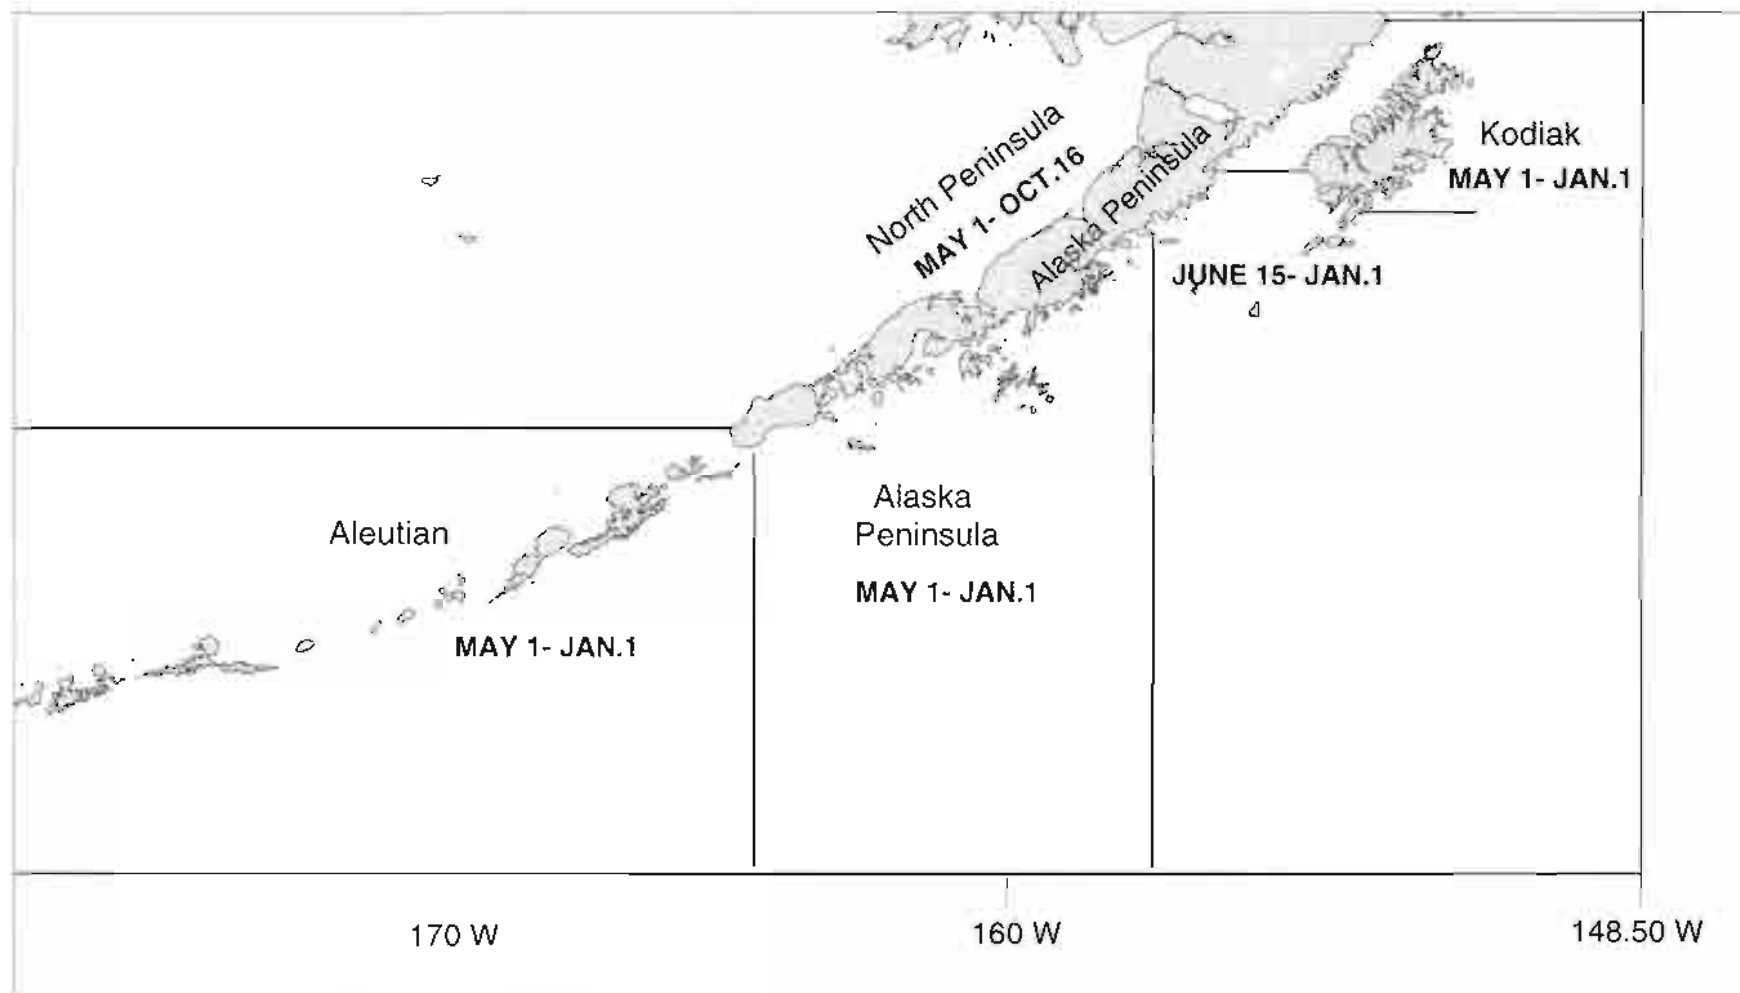 North Peninsula
MAY 1- OCT.16
Alaska Peninsula
Kodiak
MAY 1- JAN.1
JUNE 15- JAN.1
Aleutian
MAY 1- JAN.1
Alaska
Peninsula
MAY 1- JAN.1
170 W
160 W
148.50 W